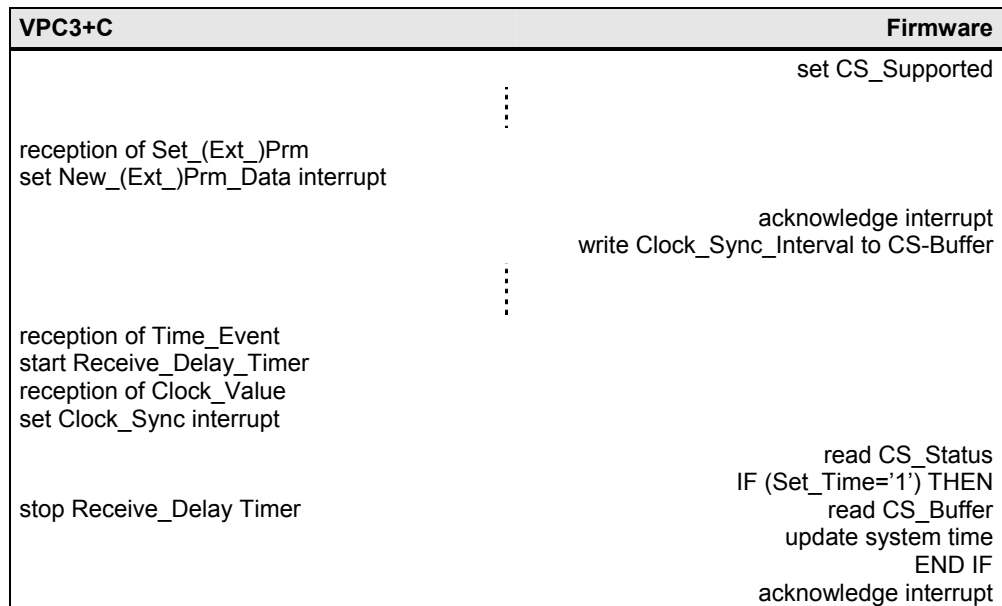 VPC3+C Firmware
set CS_Supported
reception of Set_(Ext_)Prm
set New_(Ext_)Prm_Data interrupt
acknowledge interrupt
write Clock_Sync_Interval to CS-Buffer
reception of Time_Event
start Receive_Delay_Timer
reception of Clock_Value
set Clock_Sync interrupt
read CS_Status
IF (Set_Time=’1’) THEN
stop Receive_Delay Timer read CS_Buffer
update system time
END IF
acknowledge interrupt